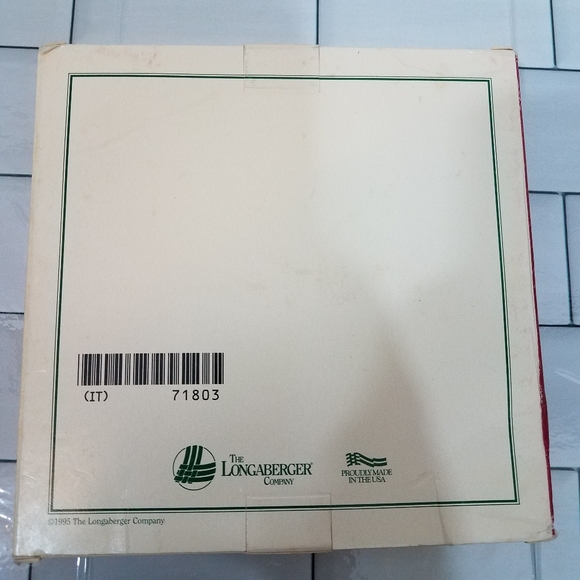 (IT) 71803
THE
LONGABERGER®
COMPANY
PROUDLY MADE
IN THE USA
©1995 The Longaberger Company